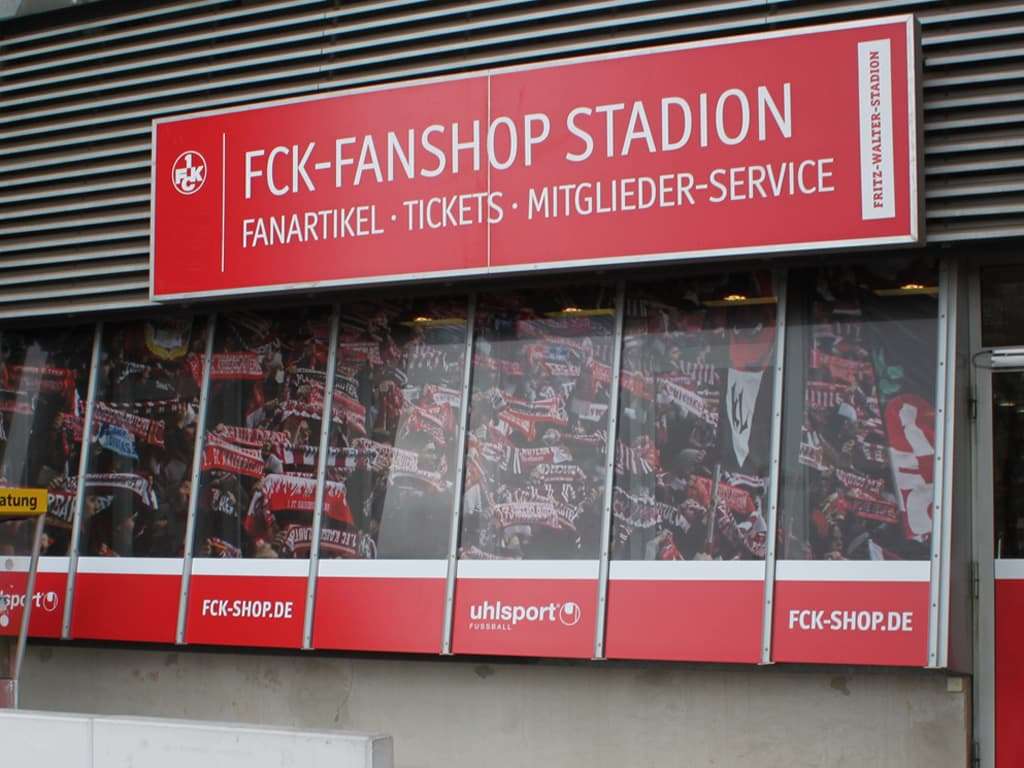 1
FCK
FCK-FANSHOP STADION
FANARTIKEL · TICKETS · MITGLIEDER-SERVICE
FRITZ-WALTER-STADION
atung
FCK-SHOP.DE
uhlsport
FUSSBALL
FCK-SHOP.DE